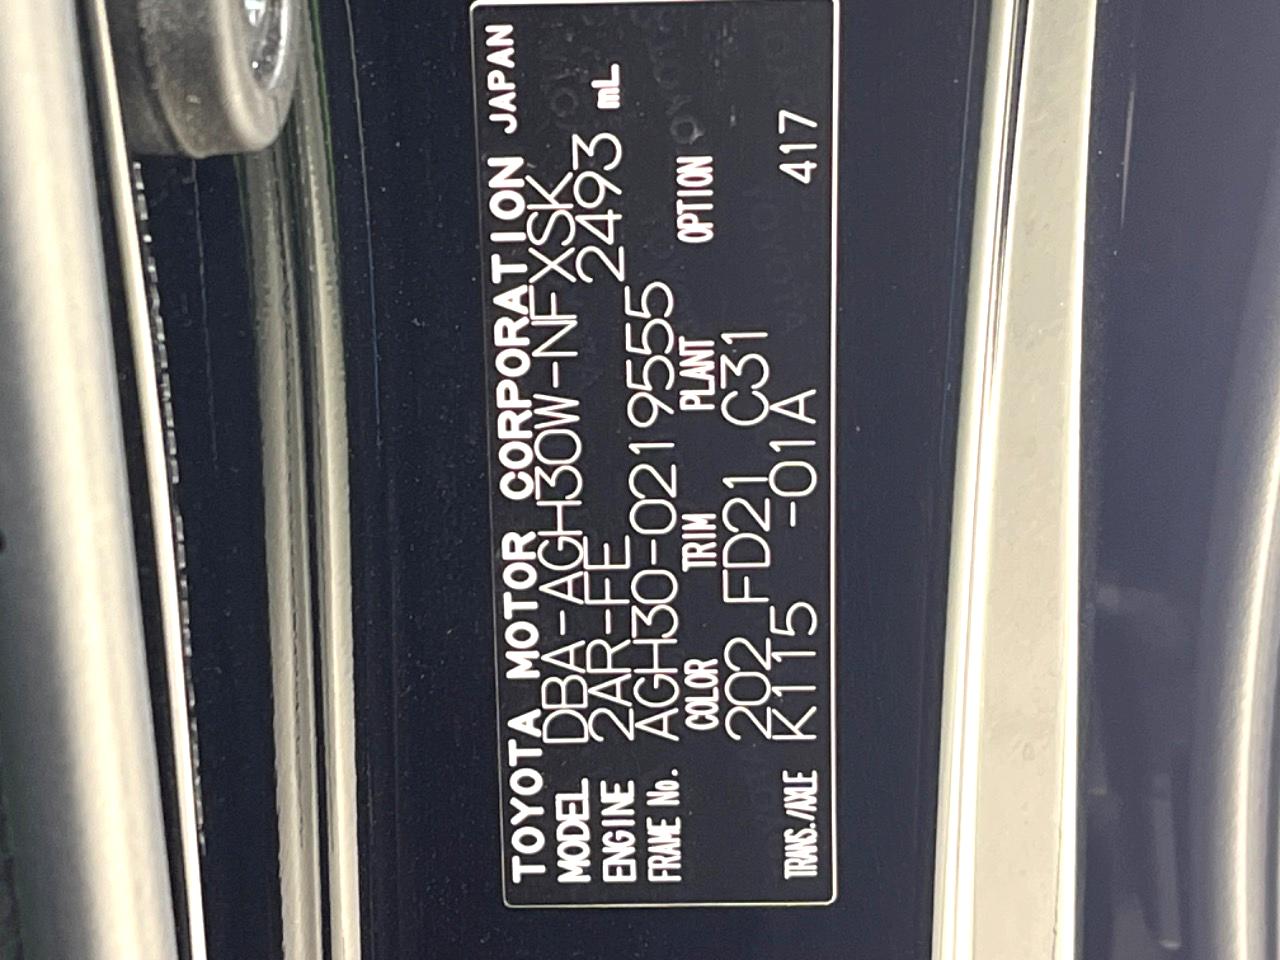 TOYOTA MOTOR CORPORATION JAPAN
MODEL DBA-AGH30W-NFXSK
ENGINE 2AR-FE 2493 mL
FRAME No. AGH30-0219555
COLOR TRIM PLANT OPTION
202 FD21 C31
TRANS./AXLE K115 -01A 417